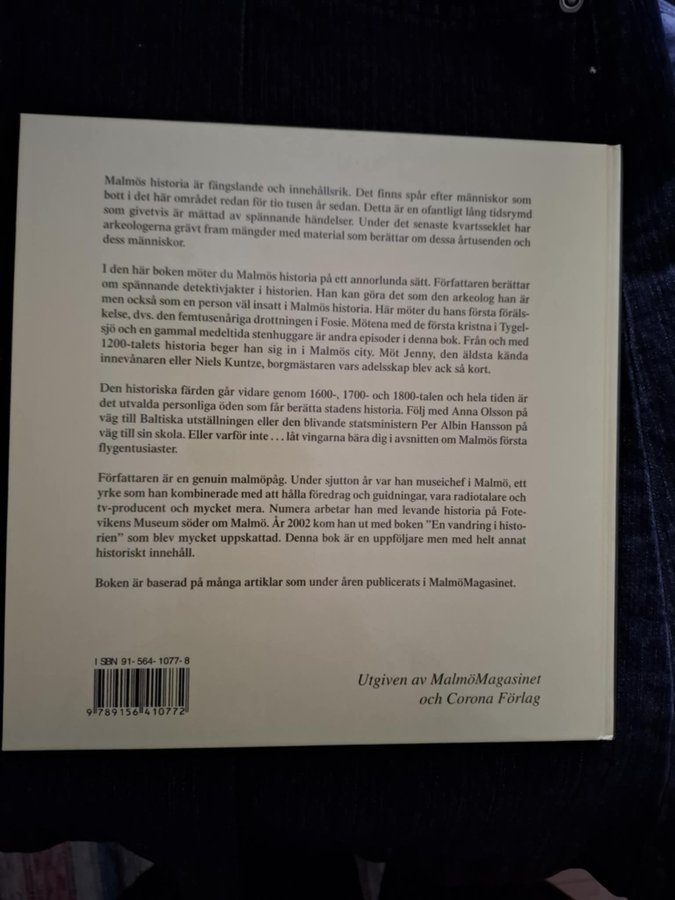 Malmös historia är fängslande och innehållsrik. Det finns spår efter människor som
bott i det här området redan för tio tusen år sedan. Detta är en ofantligt lång tidsrymd
som givetvis är mättad av spännande händelser. Under det senaste kvartsseklet har
arkeologerna grävt fram mängder med material som berättar om dessa årtusenden och
dess människor.
I den här boken möter du Malmös historia på ett annorlunda sätt. Författaren berättar
om spännande detektivjakter i historien. Han kan göra det som den arkeolog han är
men också som en person väl insatt i Malmös historia. Här möter du hans första föräls-
kelse, dvs. den femtusenåriga drottningen i Fosie. Mötena med de första kristna i Tygel-
sjö och en gammal medeltida stenhuggare är andra episoder i denna bok. Från och med
1200-talets historia beger han sig in i Malmös city. Möt Jenny, den äldsta kända
innevånaren eller Niels Kuntze, borgmästaren vars adelsskap blev ack så kort.
Den historiska färden går vidare genom 1600-, 1700- och 1800-talen och hela tiden är
det utvalda personliga öden som får berätta stadens historia. Följ med Anna Olsson på
väg till Baltiska utställningen eller den blivande statsministern Per Albin Hansson på
väg till sin skola. Eller varför inte ... låt vingarna bära dig i avsnitten om Malmös första
flygentusiaster.
Författaren är en genuin malmöpåg. Under sjutton år var han museichef i Malmö, ett
yrke som han kombinerade med att hålla föredrag och guidningar, vara radiotalare och
tv-producent och mycket mera. Numera arbetar han med levande historia på Fote-
vikens Museum söder om Malmö. År 2002 kom han ut med boken ”En vandring i histo-
rien” som blev mycket uppskattad. Denna bok är en uppföljare men med helt annat
historiskt innehåll.
Boken är baserad på många artiklar som under åren publicerats i MalmöMagasinet.
ISBN 91-564-1077-8
9 789156 410772
Utgiven av MalmöMagasinet
och Corona Förlag